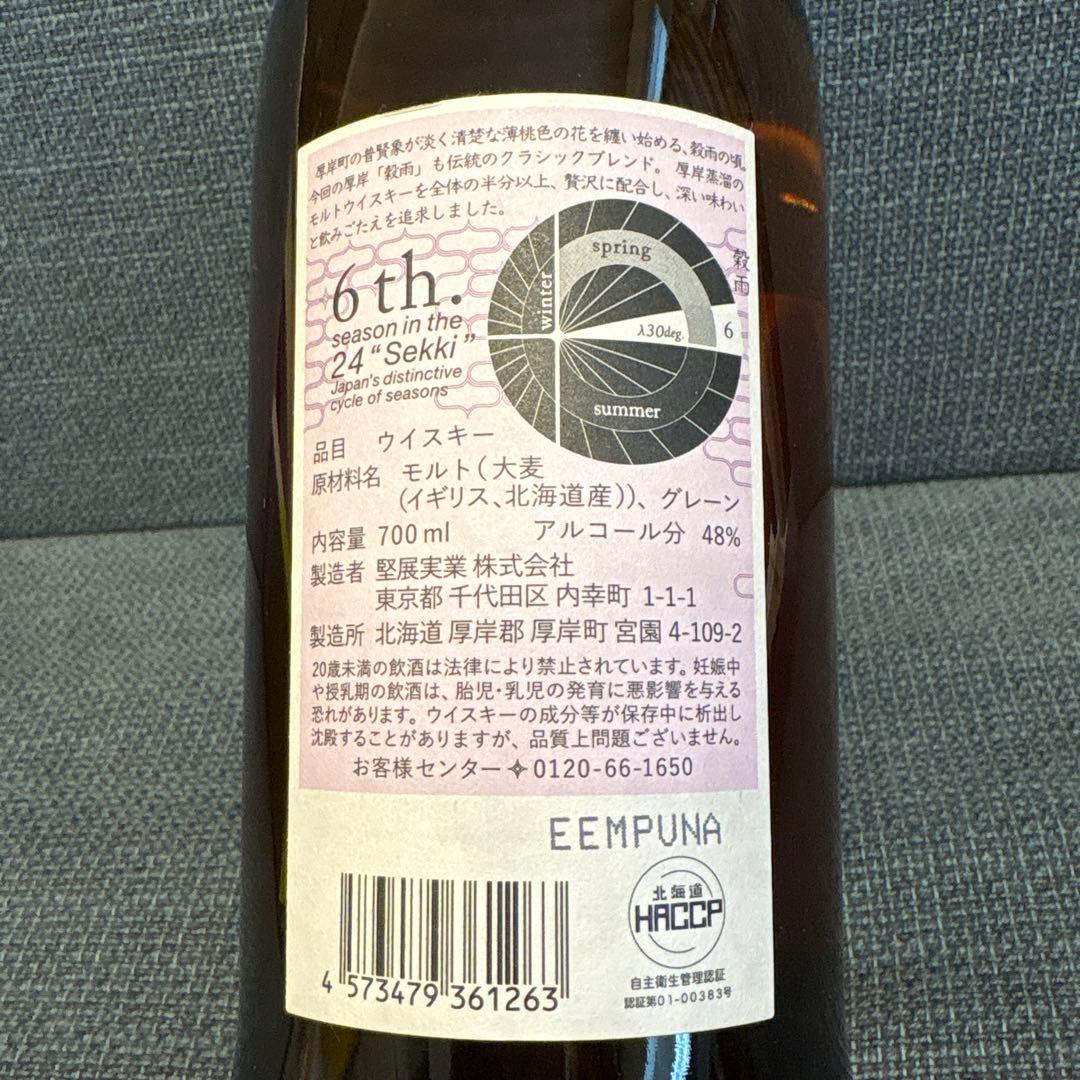 厚岸町の普賢象が淡く清楚な薄桃色の花を纏い始める、穀雨の頃。
今回の厚岸「穀雨」も伝統のクラシックブレンド。厚岸蒸溜の
モルトウイスキーを全体の半分以上、贅沢に配合し、深い味わい
と飲みごたえを追求しました。
6th.
season in the
24 “Sekki”
Japan's distinctive
cycle of seasons
winter
spring
λ30deg.
6
summer
穀雨
品目 ウイスキー
原材料名 モルト(大麦
(イギリス、北海道産))、グレーン
内容量 700ml アルコール分 48%
製造者 堅展実業 株式会社
東京都 千代田区 内幸町 1-1-1
製造所 北海道 厚岸郡 厚岸町 宮園 4-109-2
20歳未満の飲酒は法律により禁止されています。妊娠中
や授乳期の飲酒は、胎児・乳児の発育に悪影響を与える
恐れがあります。ウイスキーの成分等が保存中に析出し
沈殿することがありますが、品質上問題ございません。
お客様センター✧0120-66-1650
EEMPUNA
4 573479 361263
北海道
HACCP
自主衛生管理認証
認証第01-00383号